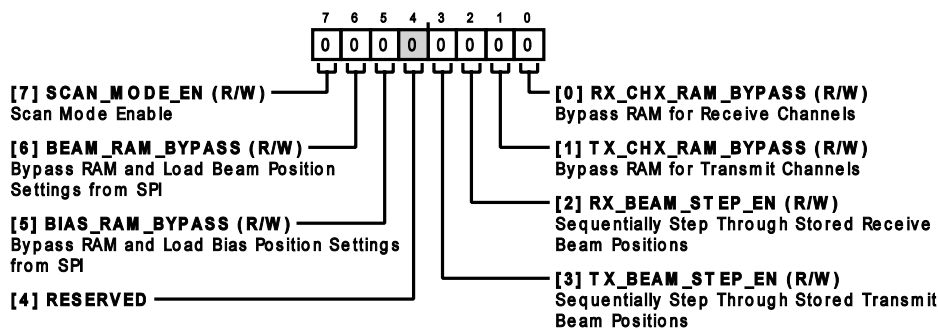 7 6 5 4 3 2 1 0
0 0 0 0 0 0 0 0
[7] SCAN_MODE_EN (R/W)
Scan Mode Enable
[6] BEAM_RAM_BYPASS (R/W)
Bypass RAM and Load Beam Position
Settings from SPI
[5] BIAS_RAM_BYPASS (R/W)
Bypass RAM and Load Bias Position Settings
from SPI
[4] RESERVED
[0] RX_CHX_RAM_BYPASS (R/W)
Bypass RAM for Receive Channels
[1] TX_CHX_RAM_BYPASS (R/W)
Bypass RAM for Transmit Channels
[2] RX_BEAM_STEP_EN (R/W)
Sequentially Step Through Stored Receive
Beam Positions
[3] TX_BEAM_STEP_EN (R/W)
Sequentially Step Through Stored Transmit
Beam Positions